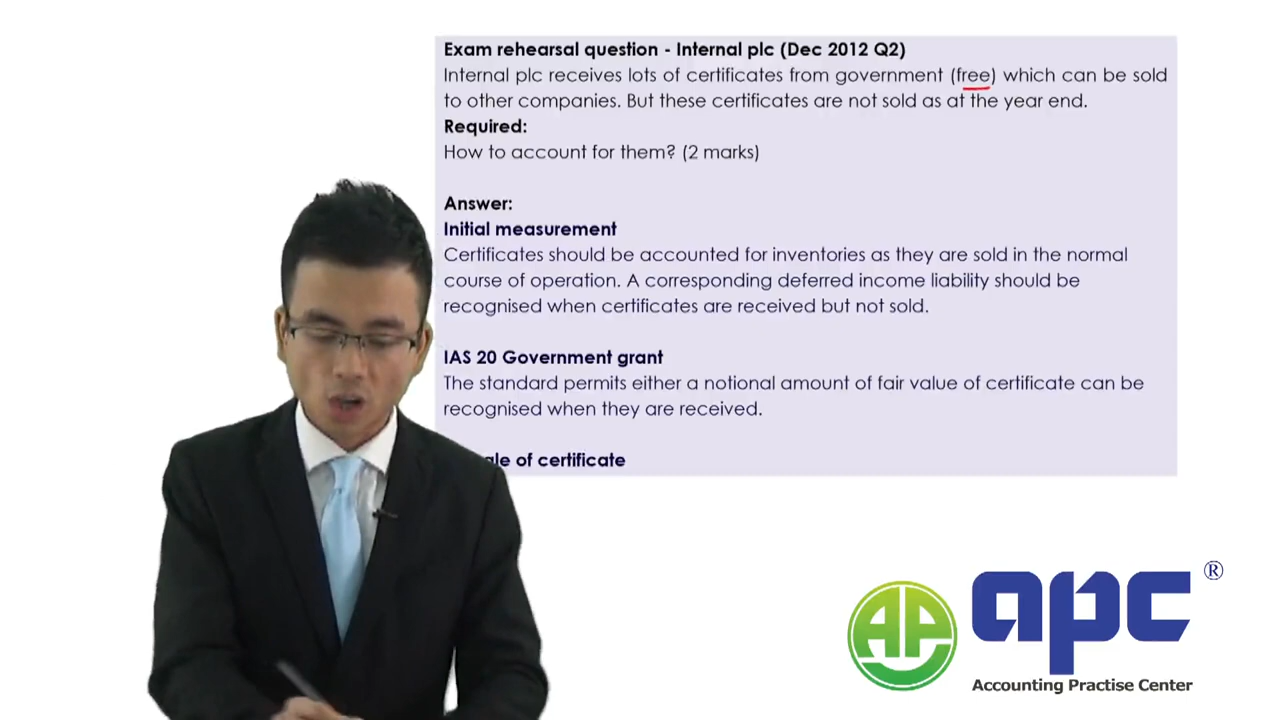 Exam rehearsal question - Internal plc (Dec 2012 Q2)
Internal plc receives lots of certificates from government (free) which can be sold
to other companies. But these certificates are not sold as at the year end.
Required:
How to account for them? (2 marks)
Answer:
Initial measurement
Certificates should be accounted for inventories as they are sold in the normal
course of operation. A corresponding deferred income liability should be
recognised when certificates are received but not sold.
IAS 20 Government grant
The standard permits either a notional amount of fair value of certificate can be
recognised when they are received.
of certificate
AP
apc ®
Accounting Practise Center